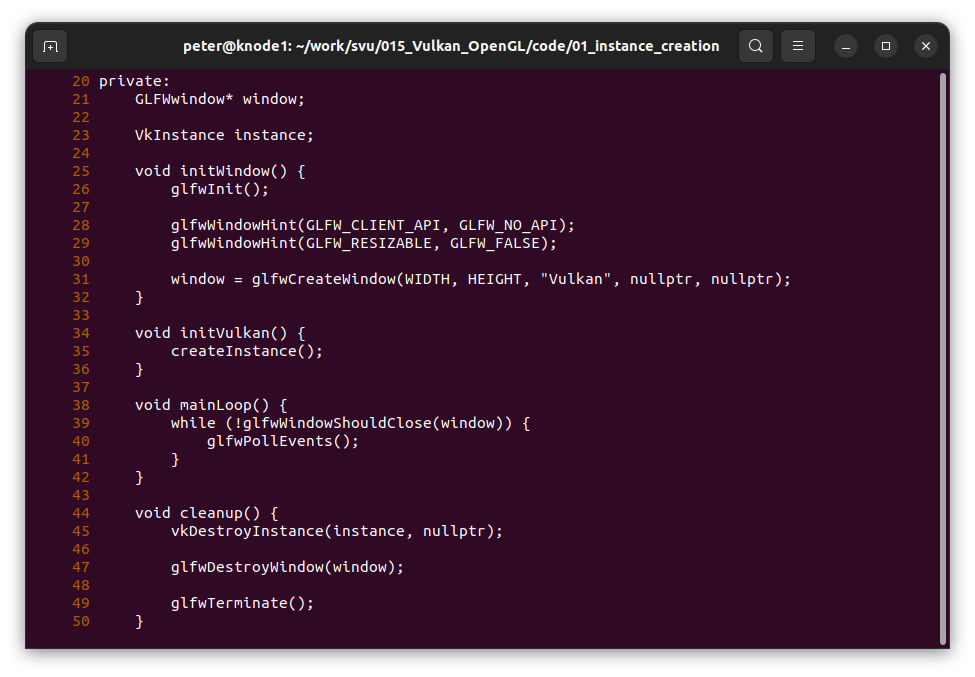 peter@knode1: ~/work/svu/015_Vulkan_OpenGL/code/01_instance_creation
20 private:
21     GLFWwindow* window;
22
23     VkInstance instance;
24
25     void initWindow() {
26         glfwInit();
27
28         glfwWindowHint(GLFW_CLIENT_API, GLFW_NO_API);
29         glfwWindowHint(GLFW_RESIZABLE, GLFW_FALSE);
30
31         window = glfwCreateWindow(WIDTH, HEIGHT, "Vulkan", nullptr, nullptr);
32     }
33
34     void initVulkan() {
35         createInstance();
36     }
37
38     void mainLoop() {
39         while (!glfwWindowShouldClose(window)) {
40             glfwPollEvents();
41         }
42     }
43
44     void cleanup() {
45         vkDestroyInstance(instance, nullptr);
46
47         glfwDestroyWindow(window);
48
49         glfwTerminate();
50     }